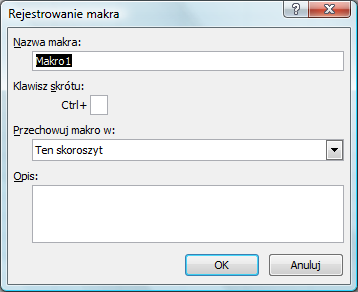 Rejestrowanie makra
Nazwa makra:
Makro1
Klawisz skrótu:
Ctrl+
Przechowuj makro w:
Ten skoroszyt
Opis:
OK Anuluj